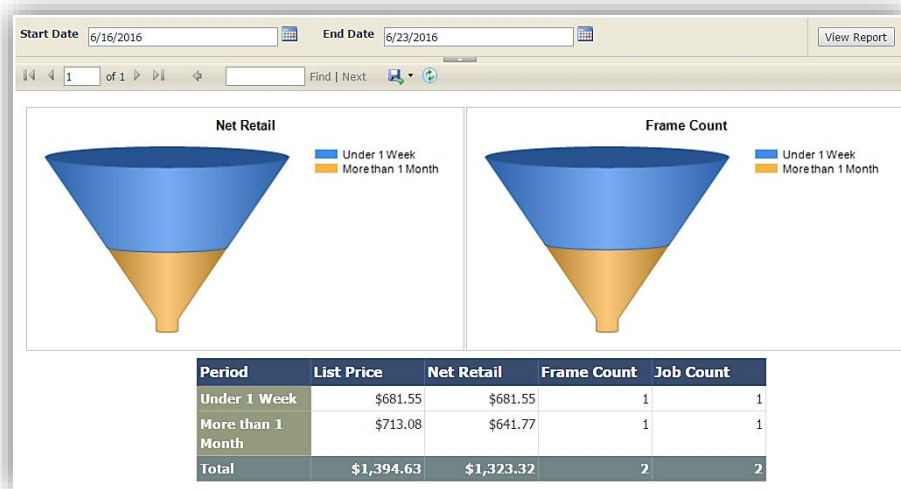 Start Date 6/16/2016 End Date 6/23/2016 View Report
1 of 1 Find | Next
Net Retail
Under 1 Week
More than 1 Month
Frame Count
Under 1 Week
More than 1 Month
Period List Price Net Retail Frame Count Job Count
Under 1 Week $681.55 $681.55 1 1
More than 1 Month $713.08 $641.77 1 1
Total $1,394.63 $1,323.32 2 2